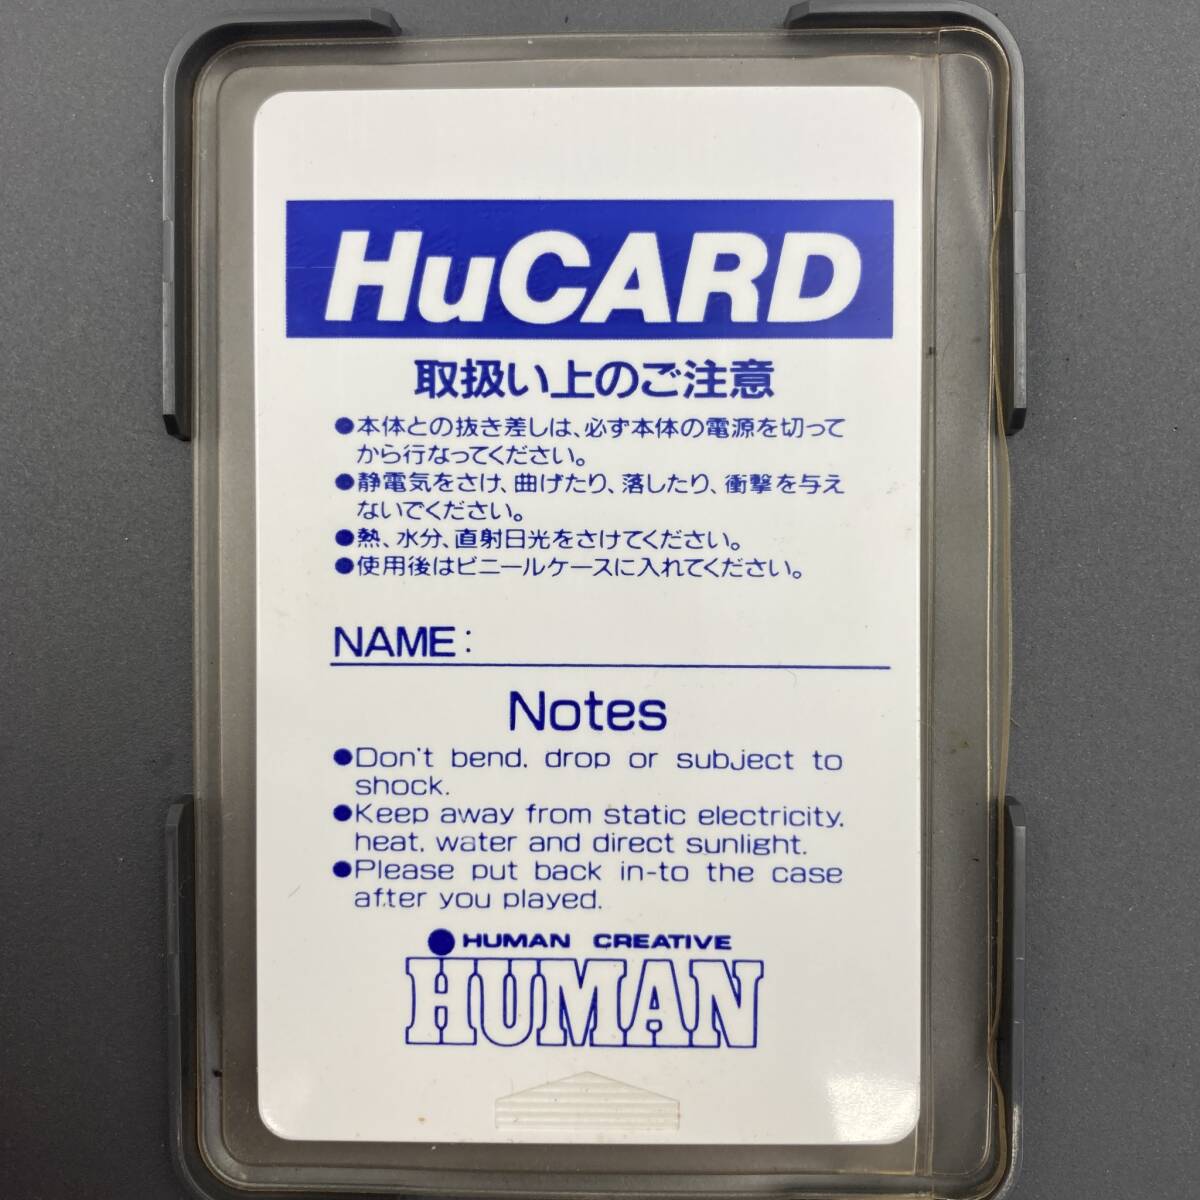 HuCARD
取扱い上のご注意
●本体との抜き差しは、必ず本体の電源を切って
から行なってください。
●静電気をさけ、曲げたり、落したり、衝撃を与え
ないでください。
●熱、水分、直射日光をさけてください。
●使用後はビニールケースに入れてください。
NAME:
Notes
●Don't bend. drop or subject to
shock.
●Keep away from static electricity.
heat, water and direct sunlight.
●Please put back in-to the case
after you played.
HUMAN CREATIVE
HUMAN